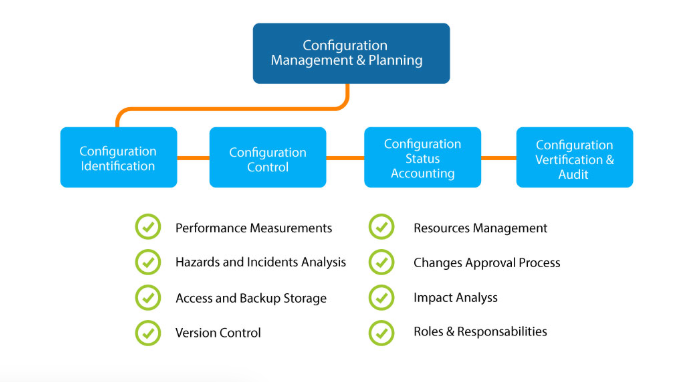 Configuration
Management & Planning
Configuration
Identification
Configuration
Control
Configuration
Status
Accounting
Configuration
Vertification &
Audit
Performance Measurements
Hazards and Incidents Analysis
Access and Backup Storage
Version Control
Resources Management
Changes Approval Process
Impact Analyss
Roles & Responsabilities